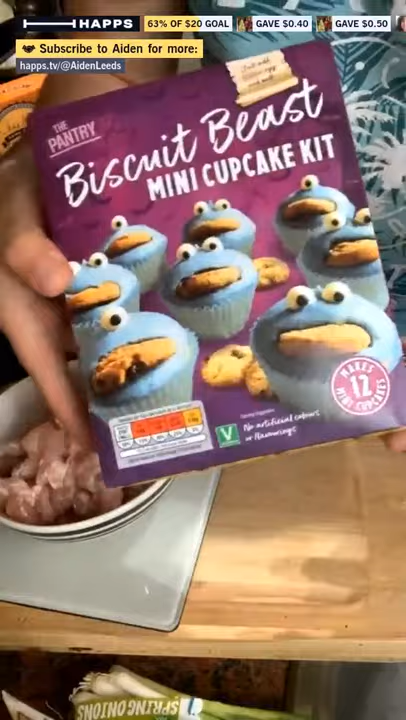 HAPPS
63% OF $20 GOAL
GAVE $0.40
GAVE $0.50
Subscribe to Aiden for more:
happs.tv/@AidenLeeds
THE
PANTRY
Biscuit Beast
MINI CUPCAKE KIT
MAKES
12
MINI CUPCAKES
V
No artificial colours
or flavourings
SPRING ONIONS